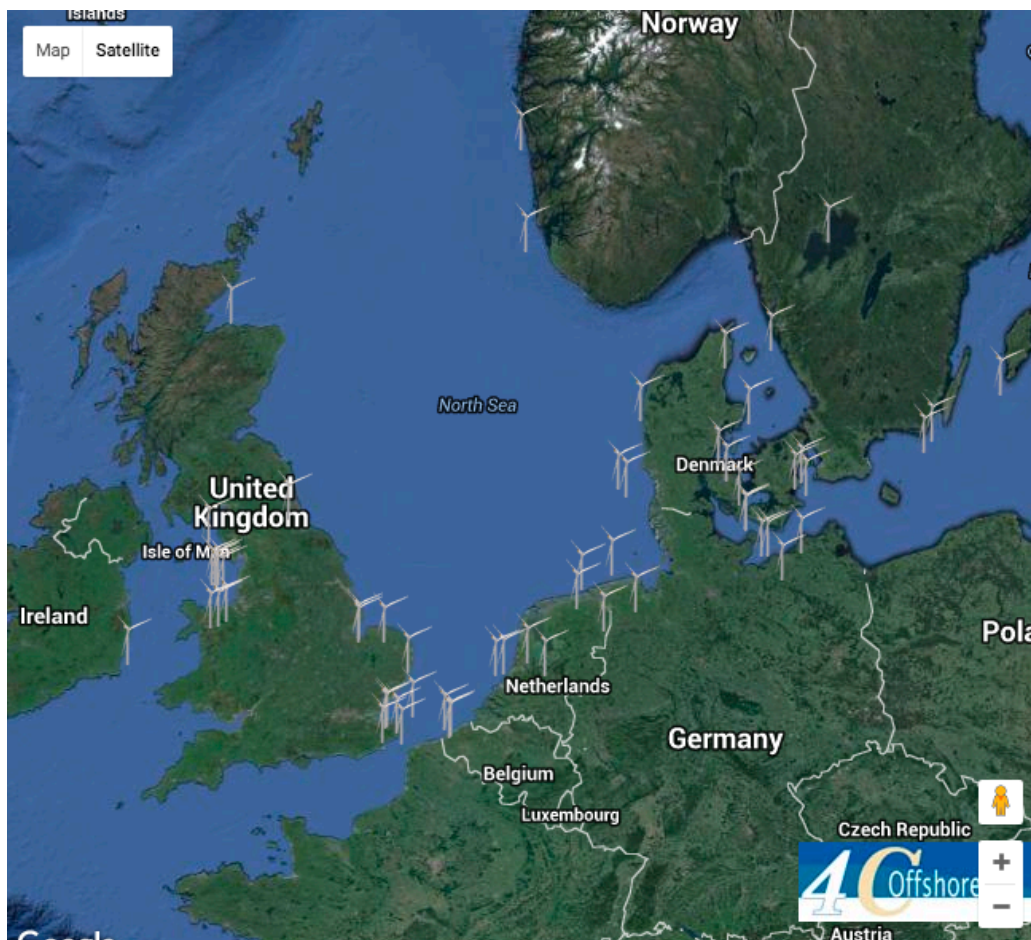 Islands
Norway
Map
Satellite
North Sea
Denmark
United
Kingdom
Isle of Man
Ireland
Pola
Netherlands
Germany
Belgium
Luxembourg
Czech Republic
4C Offshore
+
−
Google
Austria